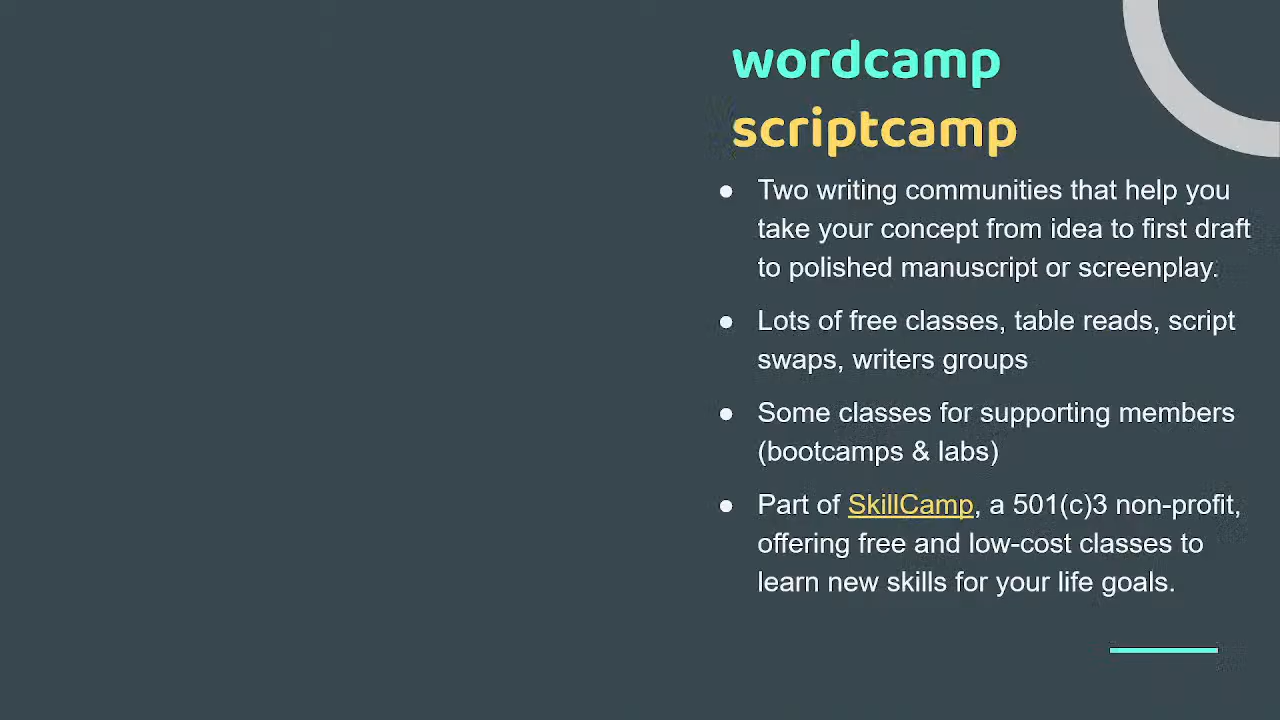 wordcamp
scriptcamp
● Two writing communities that help you
take your concept from idea to first draft
to polished manuscript or screenplay.
● Lots of free classes, table reads, script
swaps, writers groups
● Some classes for supporting members
(bootcamps & labs)
● Part of SkillCamp, a 501(c)3 non-profit,
offering free and low-cost classes to
learn new skills for your life goals.